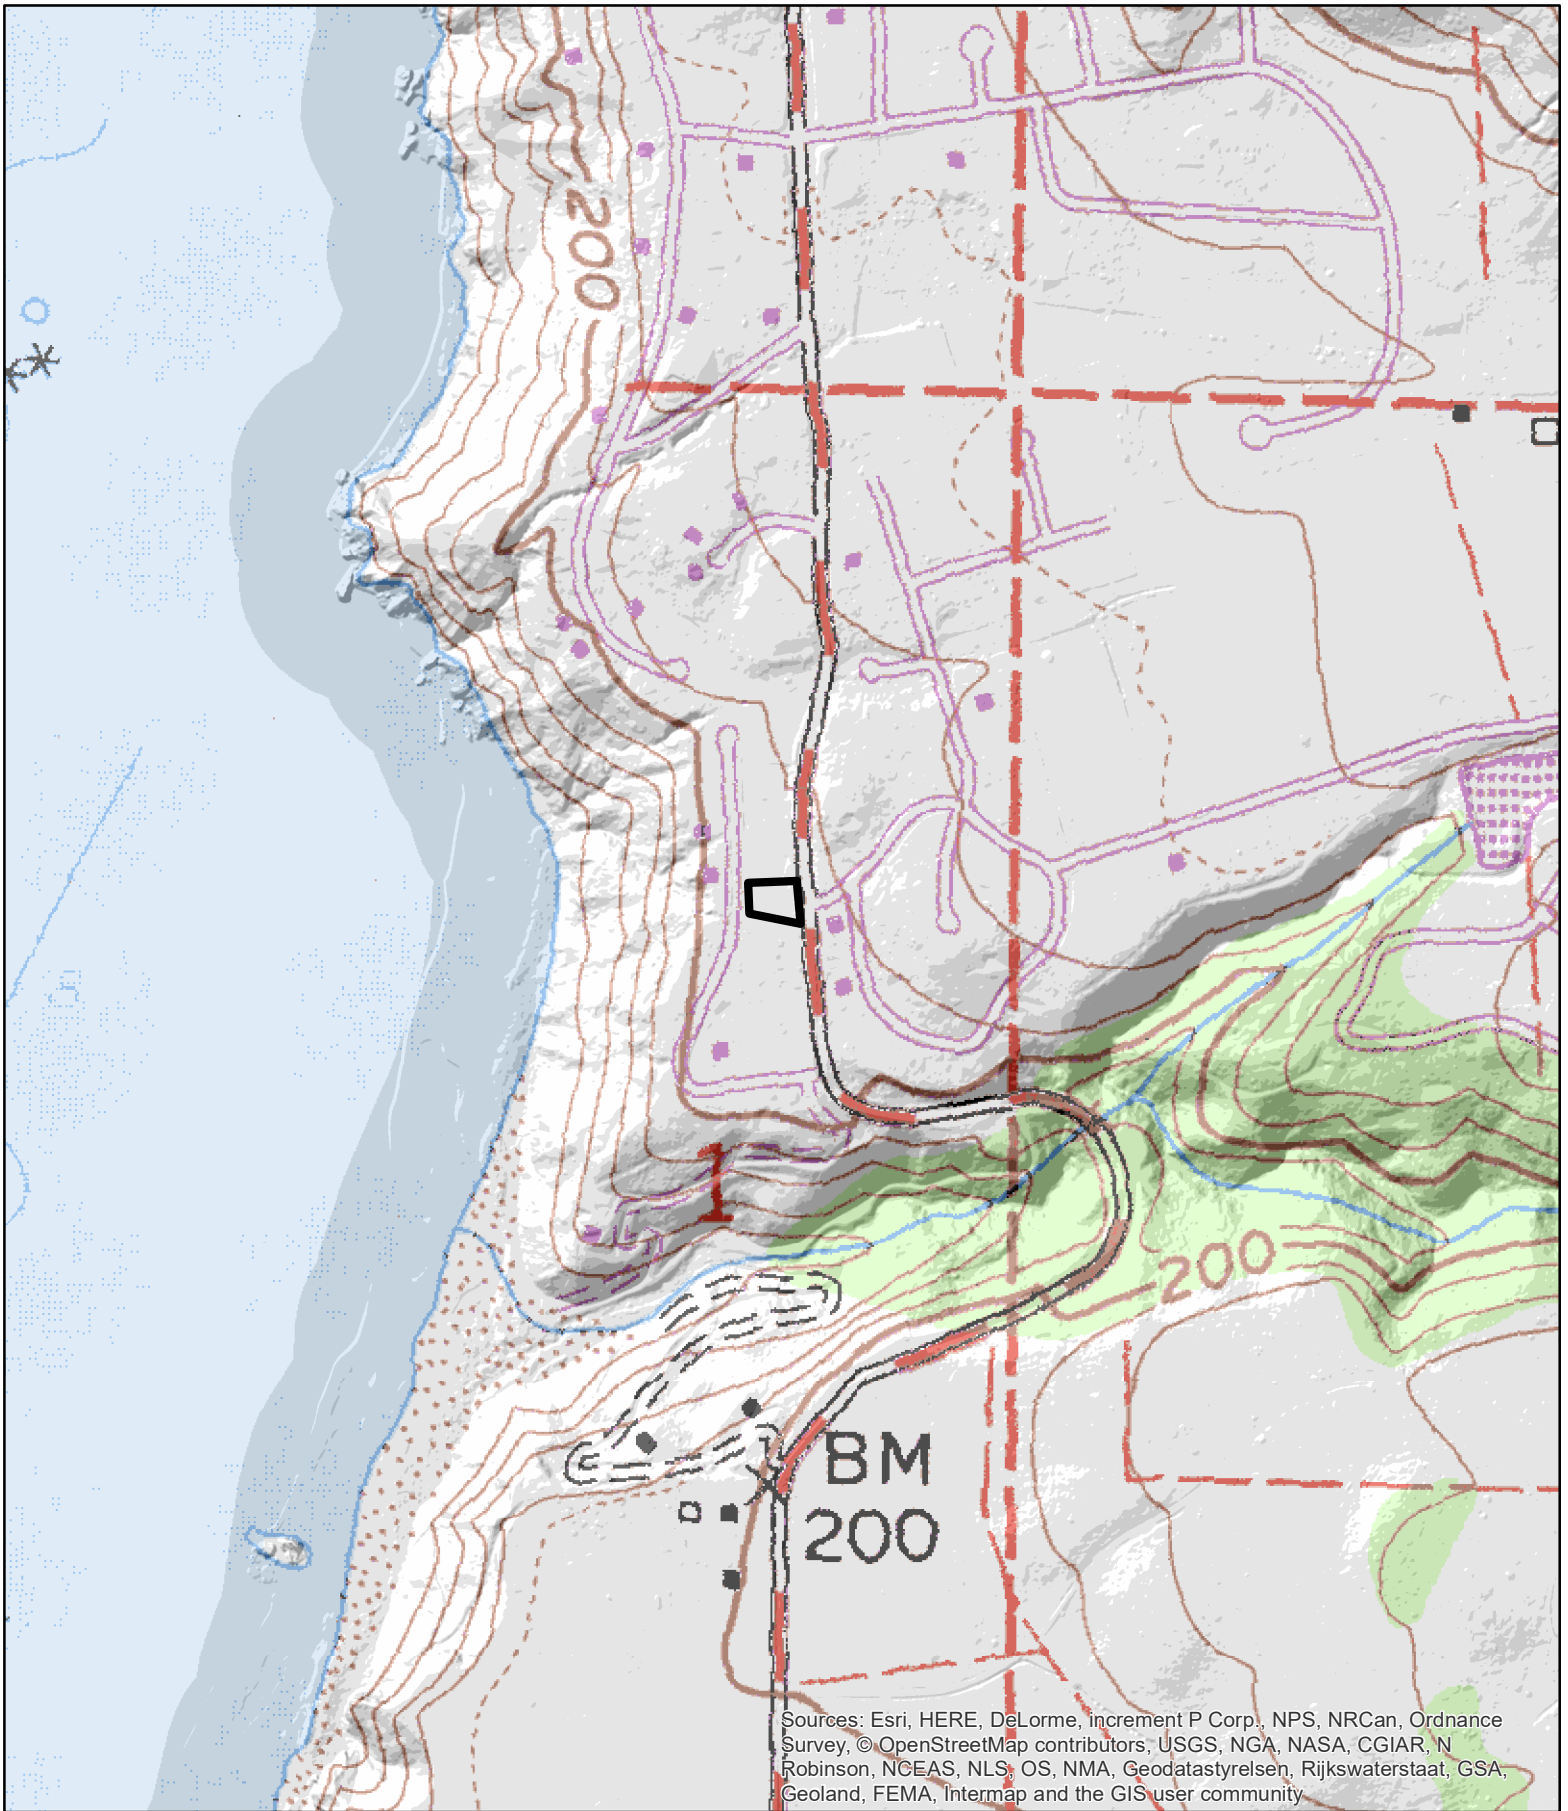 200
1
200
BM
200
Sources: Esri, HERE, DeLorme, increment P Corp., NPS, NRCan, Ordnance
Survey, © OpenStreetMap contributors, USGS, NGA, NASA, CGIAR, N
Robinson, NCEAS, NLS, OS, NMA, Geodatastyrelsen, Rijkswaterstaat, GSA,
Geoland, FEMA, Intermap and the GIS user community